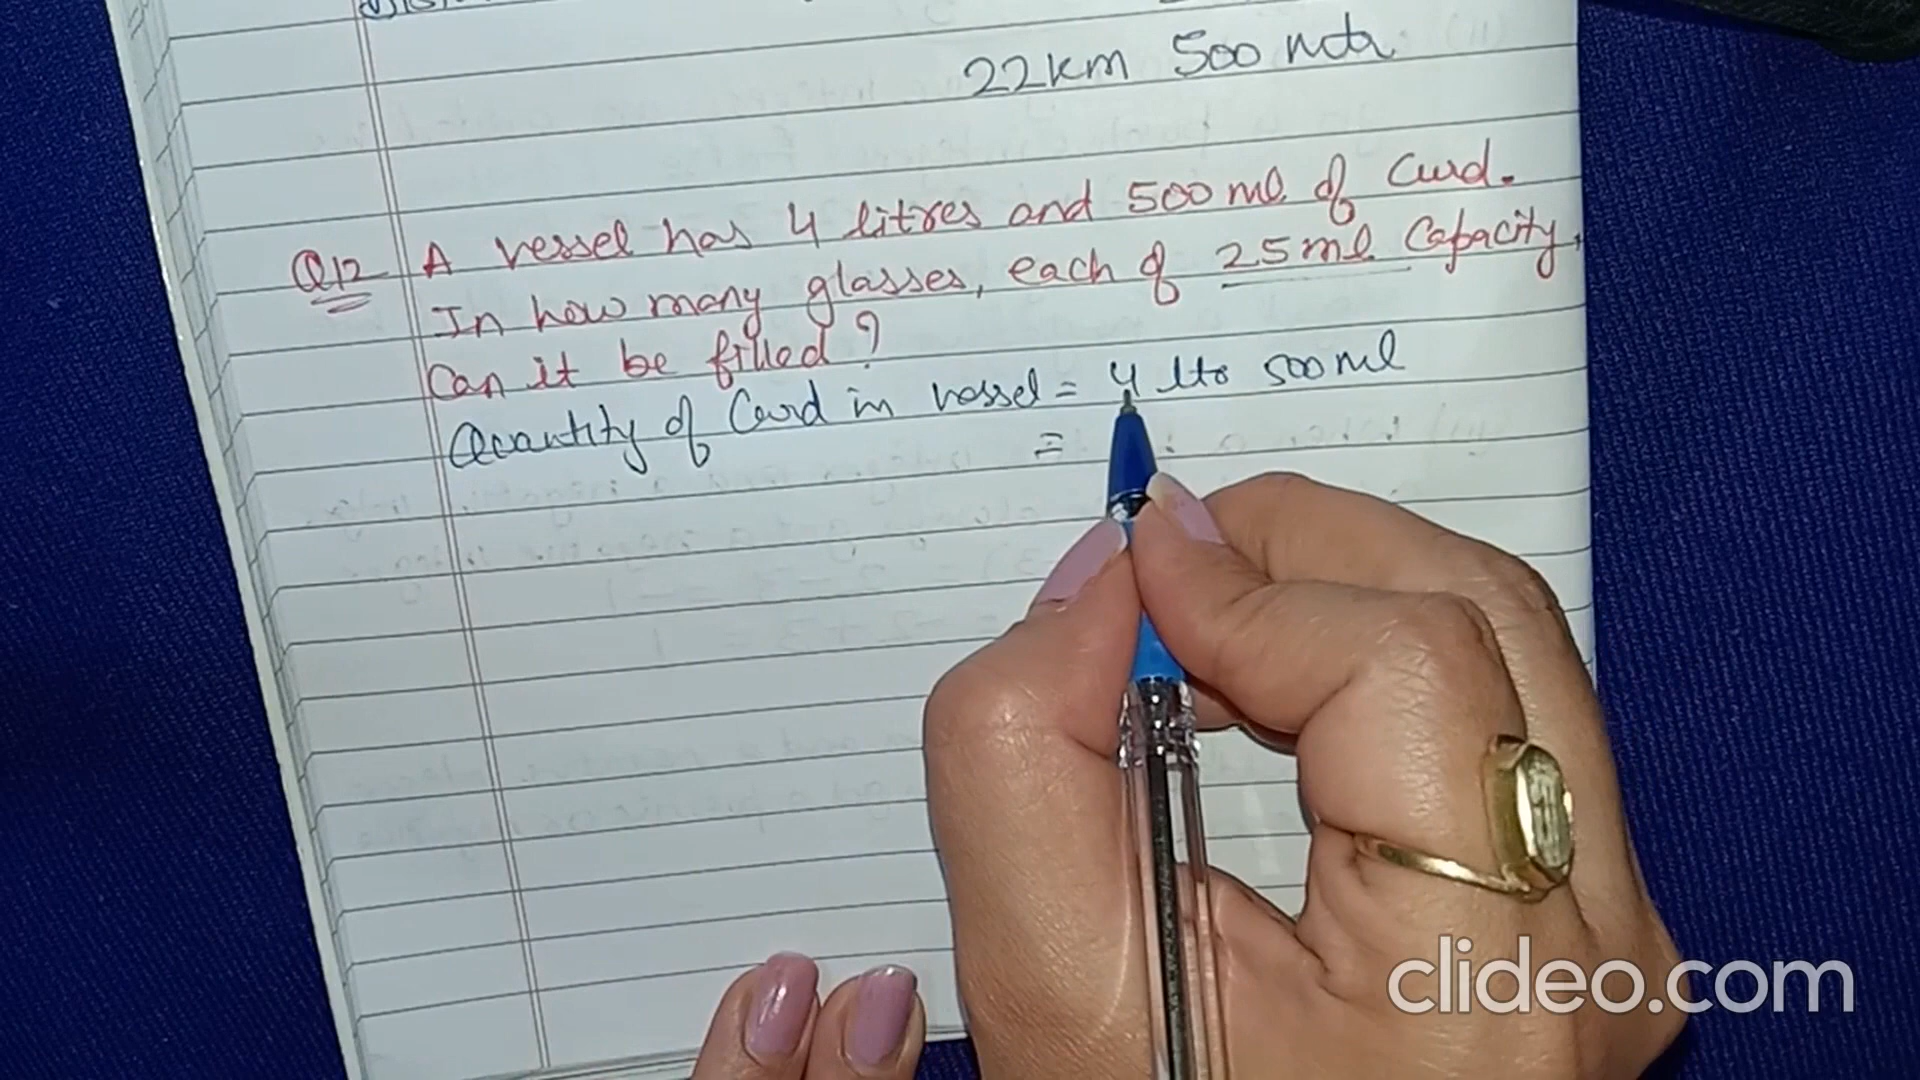 22km 500 mtr
Q12 A vessel has 4 litres and 500 ml of Curd.
In how many glasses, each of 25 ml Capacity,
Can it be filled?
Quantity of Curd in vessel = 4 ltr 500 ml
=
clideo.com